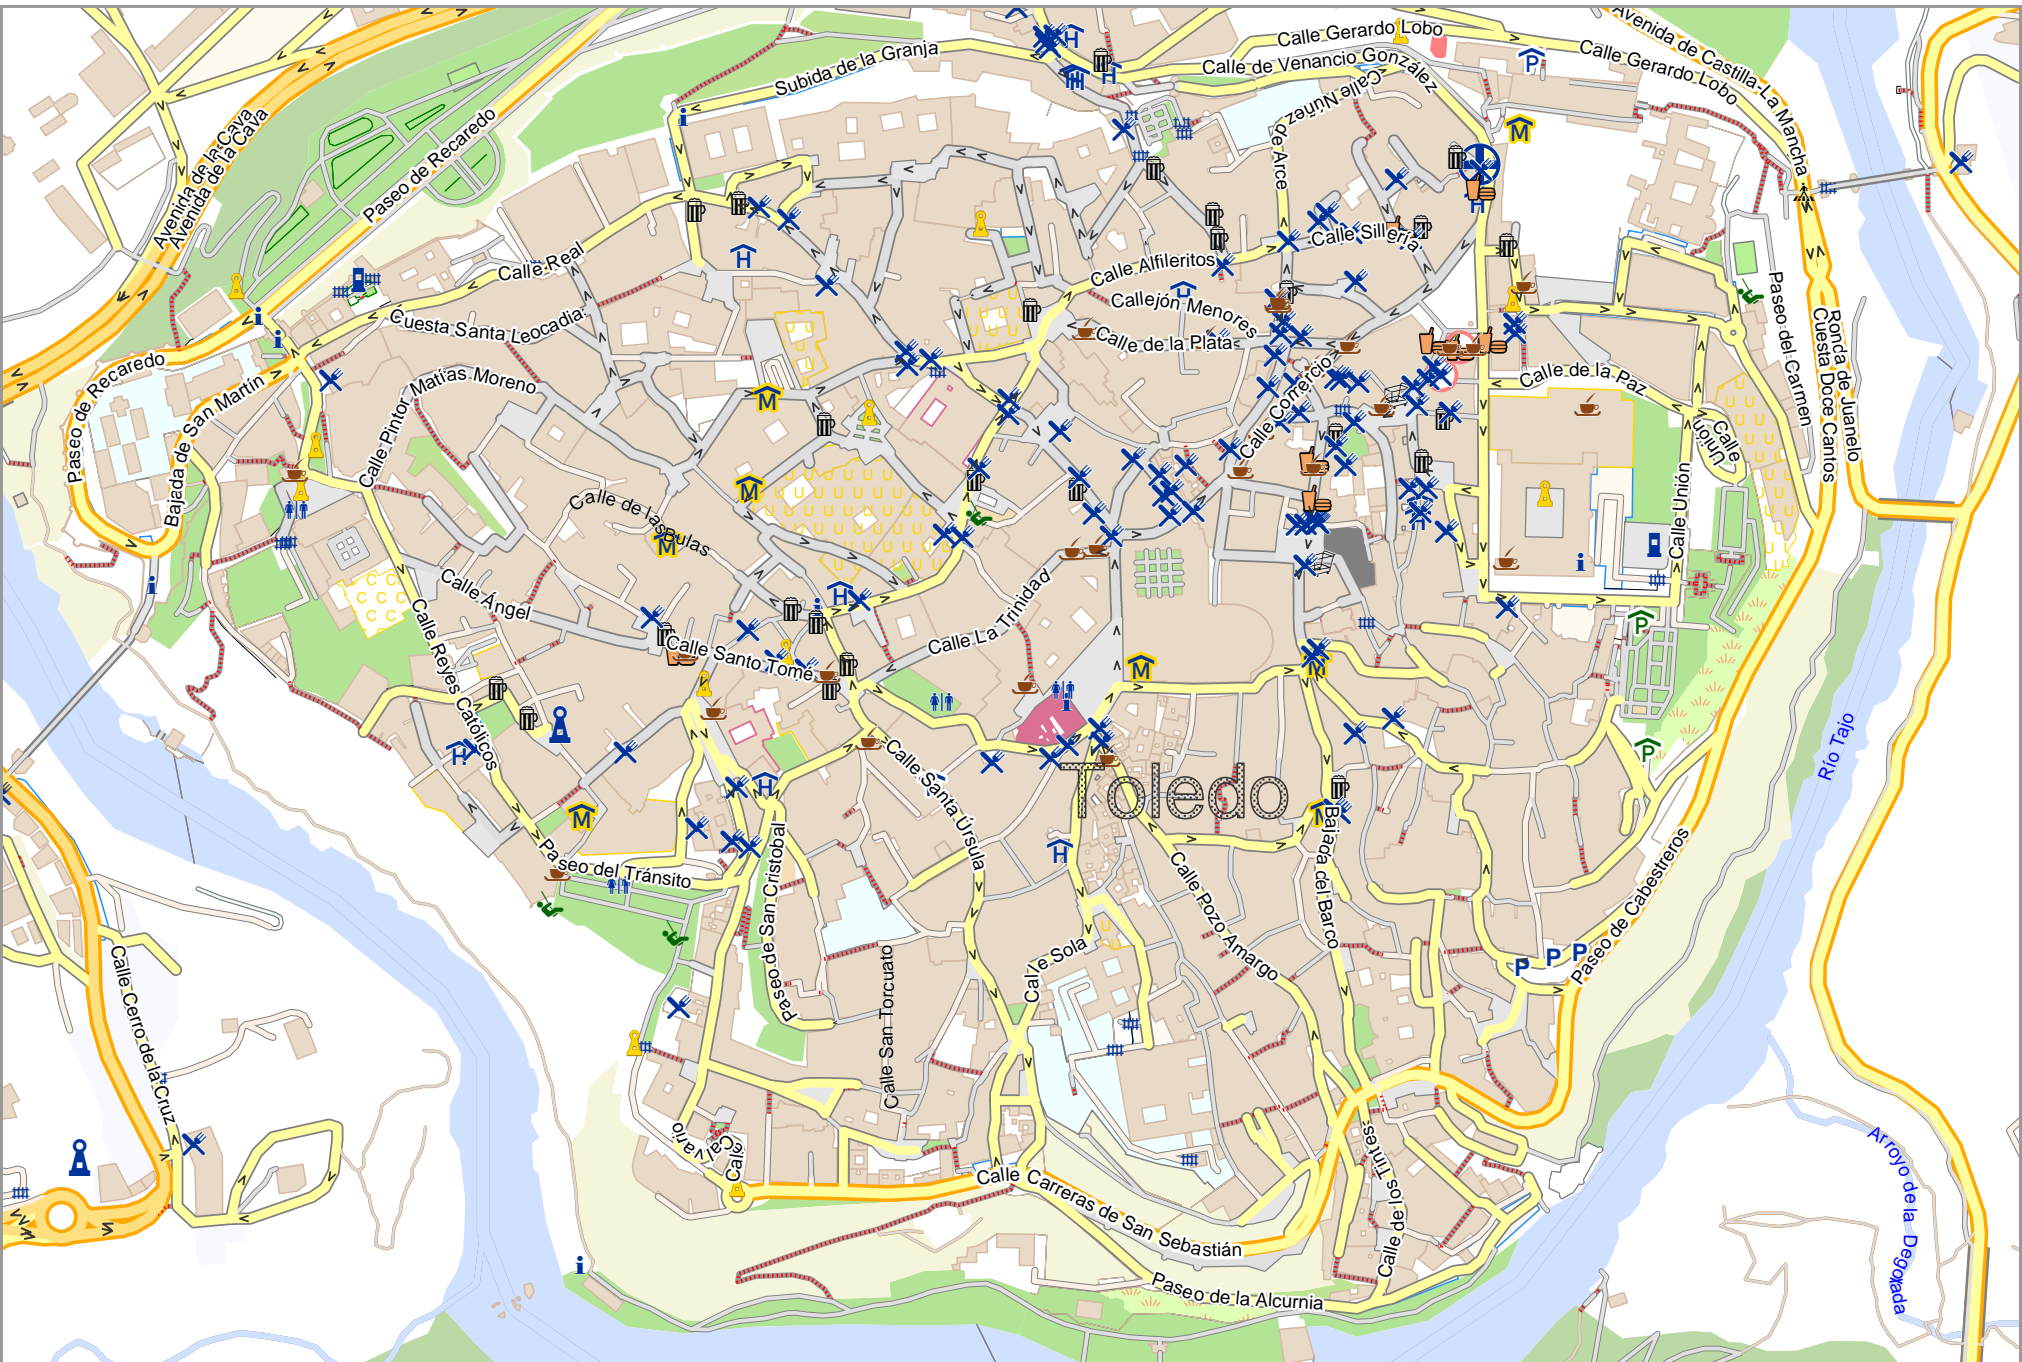 Avenida de Castilla-La Mancha
Calle Gerardo Lobo
Calle Gerardo Lobo
Subida de la Granja
Calle de Venancio González
Calle Nuñez de Arce
Avenida de la Cava
Avenida de la Cava
Paseo de Recaredo
Calle Real
Calle Sillería
Calle Alfileritos
Callejón Menores
Calle de la Plata
Cuesta Santa Leocadia
Paseo del Carmen
Ronda de Juanelo
Cuesta Doce Cantos
Paseo de Recaredo
Bajada de San Martín
Calle Pintor Matías Moreno
Calle Comercio
Calle de la Paz
Calle Unión
Calle Unión
Calle de las Bulas
Calle Ángel
Calle La Trinidad
Calle Reyes Católicos
Calle Santo Tomé
Río Tajo
Toledo
Calle Santa Úrsula
Paseo del Tránsito
Paseo de San Cristobal
Bajada del Barco
Calle Pozo Amargo
Paseo de Cabestreros
Calle Sola
Calle San Torcuato
Calle Cerro de la Cruz
Calle Calvario
Calle de los Tintes
Calle Carreras de San Sebastián
Paseo de la Alcurnia
Arroyo de la Degollada
H
H
H
H
H
H
H
H
H
H
M
M
M
M
M
M
M
M
P
P
P
P
P
P
i
i
i
i
i
i
i